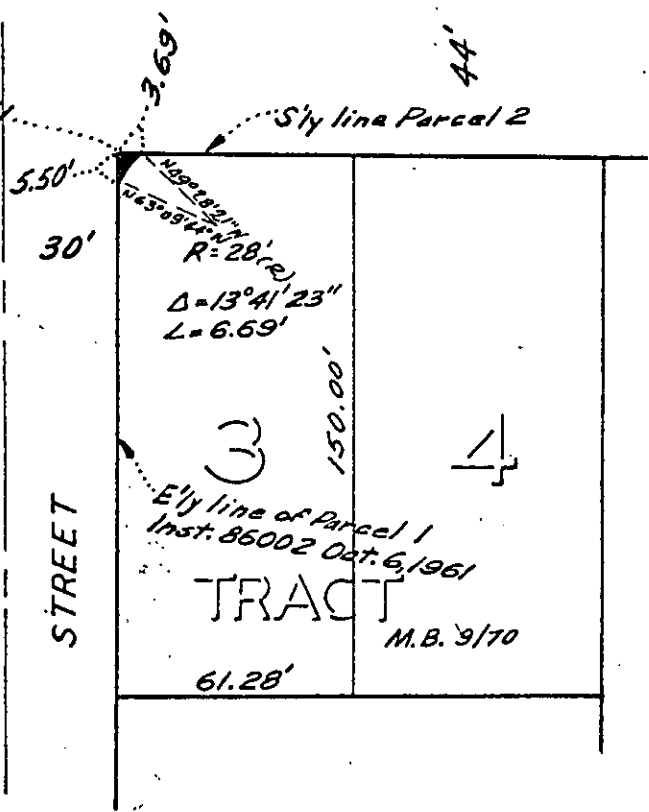 3.69'
44'
S'ly line Parcel 2
5.50'
N49°28'21"
N63°09'44"
30'
R=28'
(R)
Δ=13°41'23"
L=6.69'
150.00'
3
4
E'ly line of Parcel 1
Inst. 86002 Oct. 6, 1961
STREET
TRACT
M.B. 9/70
61.28'